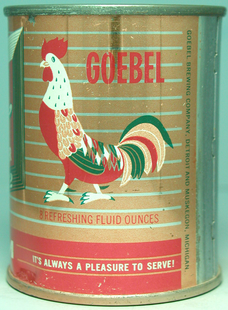 GOEBEL
8 REFRESHING FLUID OUNCES
IT'S ALWAYS A PLEASURE TO SERVE!
GOEBEL BREWING COMPANY, DETROIT AND MUSKEGON, MICHIGAN